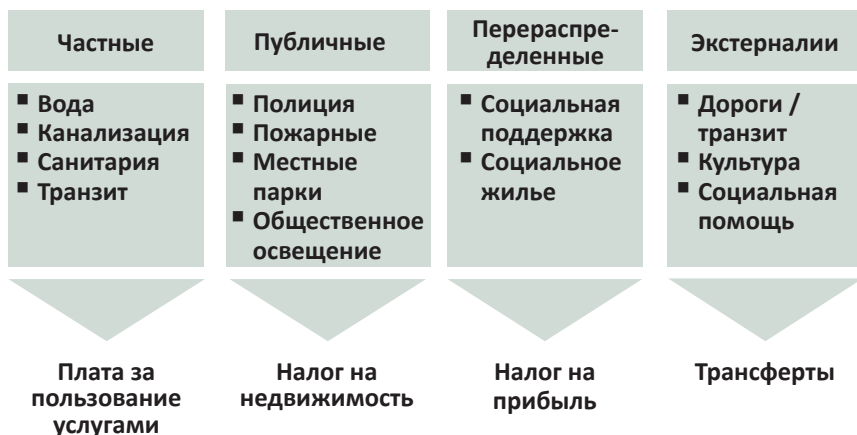 Частные
Вода
Канализация
Санитария
Транзит
Плата за
пользование
услугами
Публичные
Полиция
Пожарные
Местные
парки
Общественное
освещение
Налог на
недвижимость
Перераспре-
деленные
Социальная
поддержка
Социальное
жилье
Налог на
прибыль
Экстерналии
Дороги /
транзит
Культура
Социальная
помощь
Трансферты